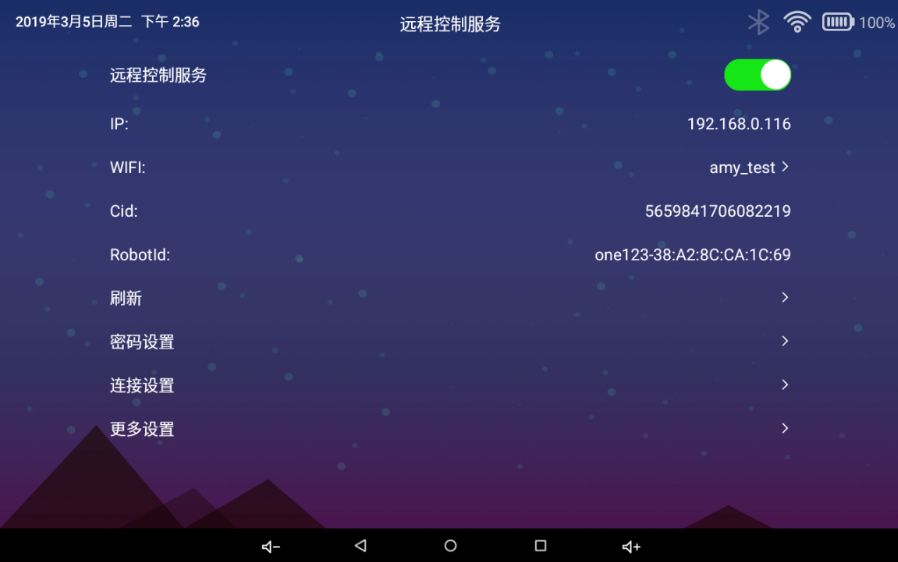 2019年3月5日周二 下午 2:36 远程控制服务 100%
远程控制服务
IP: 192.168.0.116
WIFI: amy_test >
Cid: 5659841706082219
RobotId: one123-38:A2:8C:CA:1C:69
刷新 >
密码设置 >
连接设置 >
更多设置 >